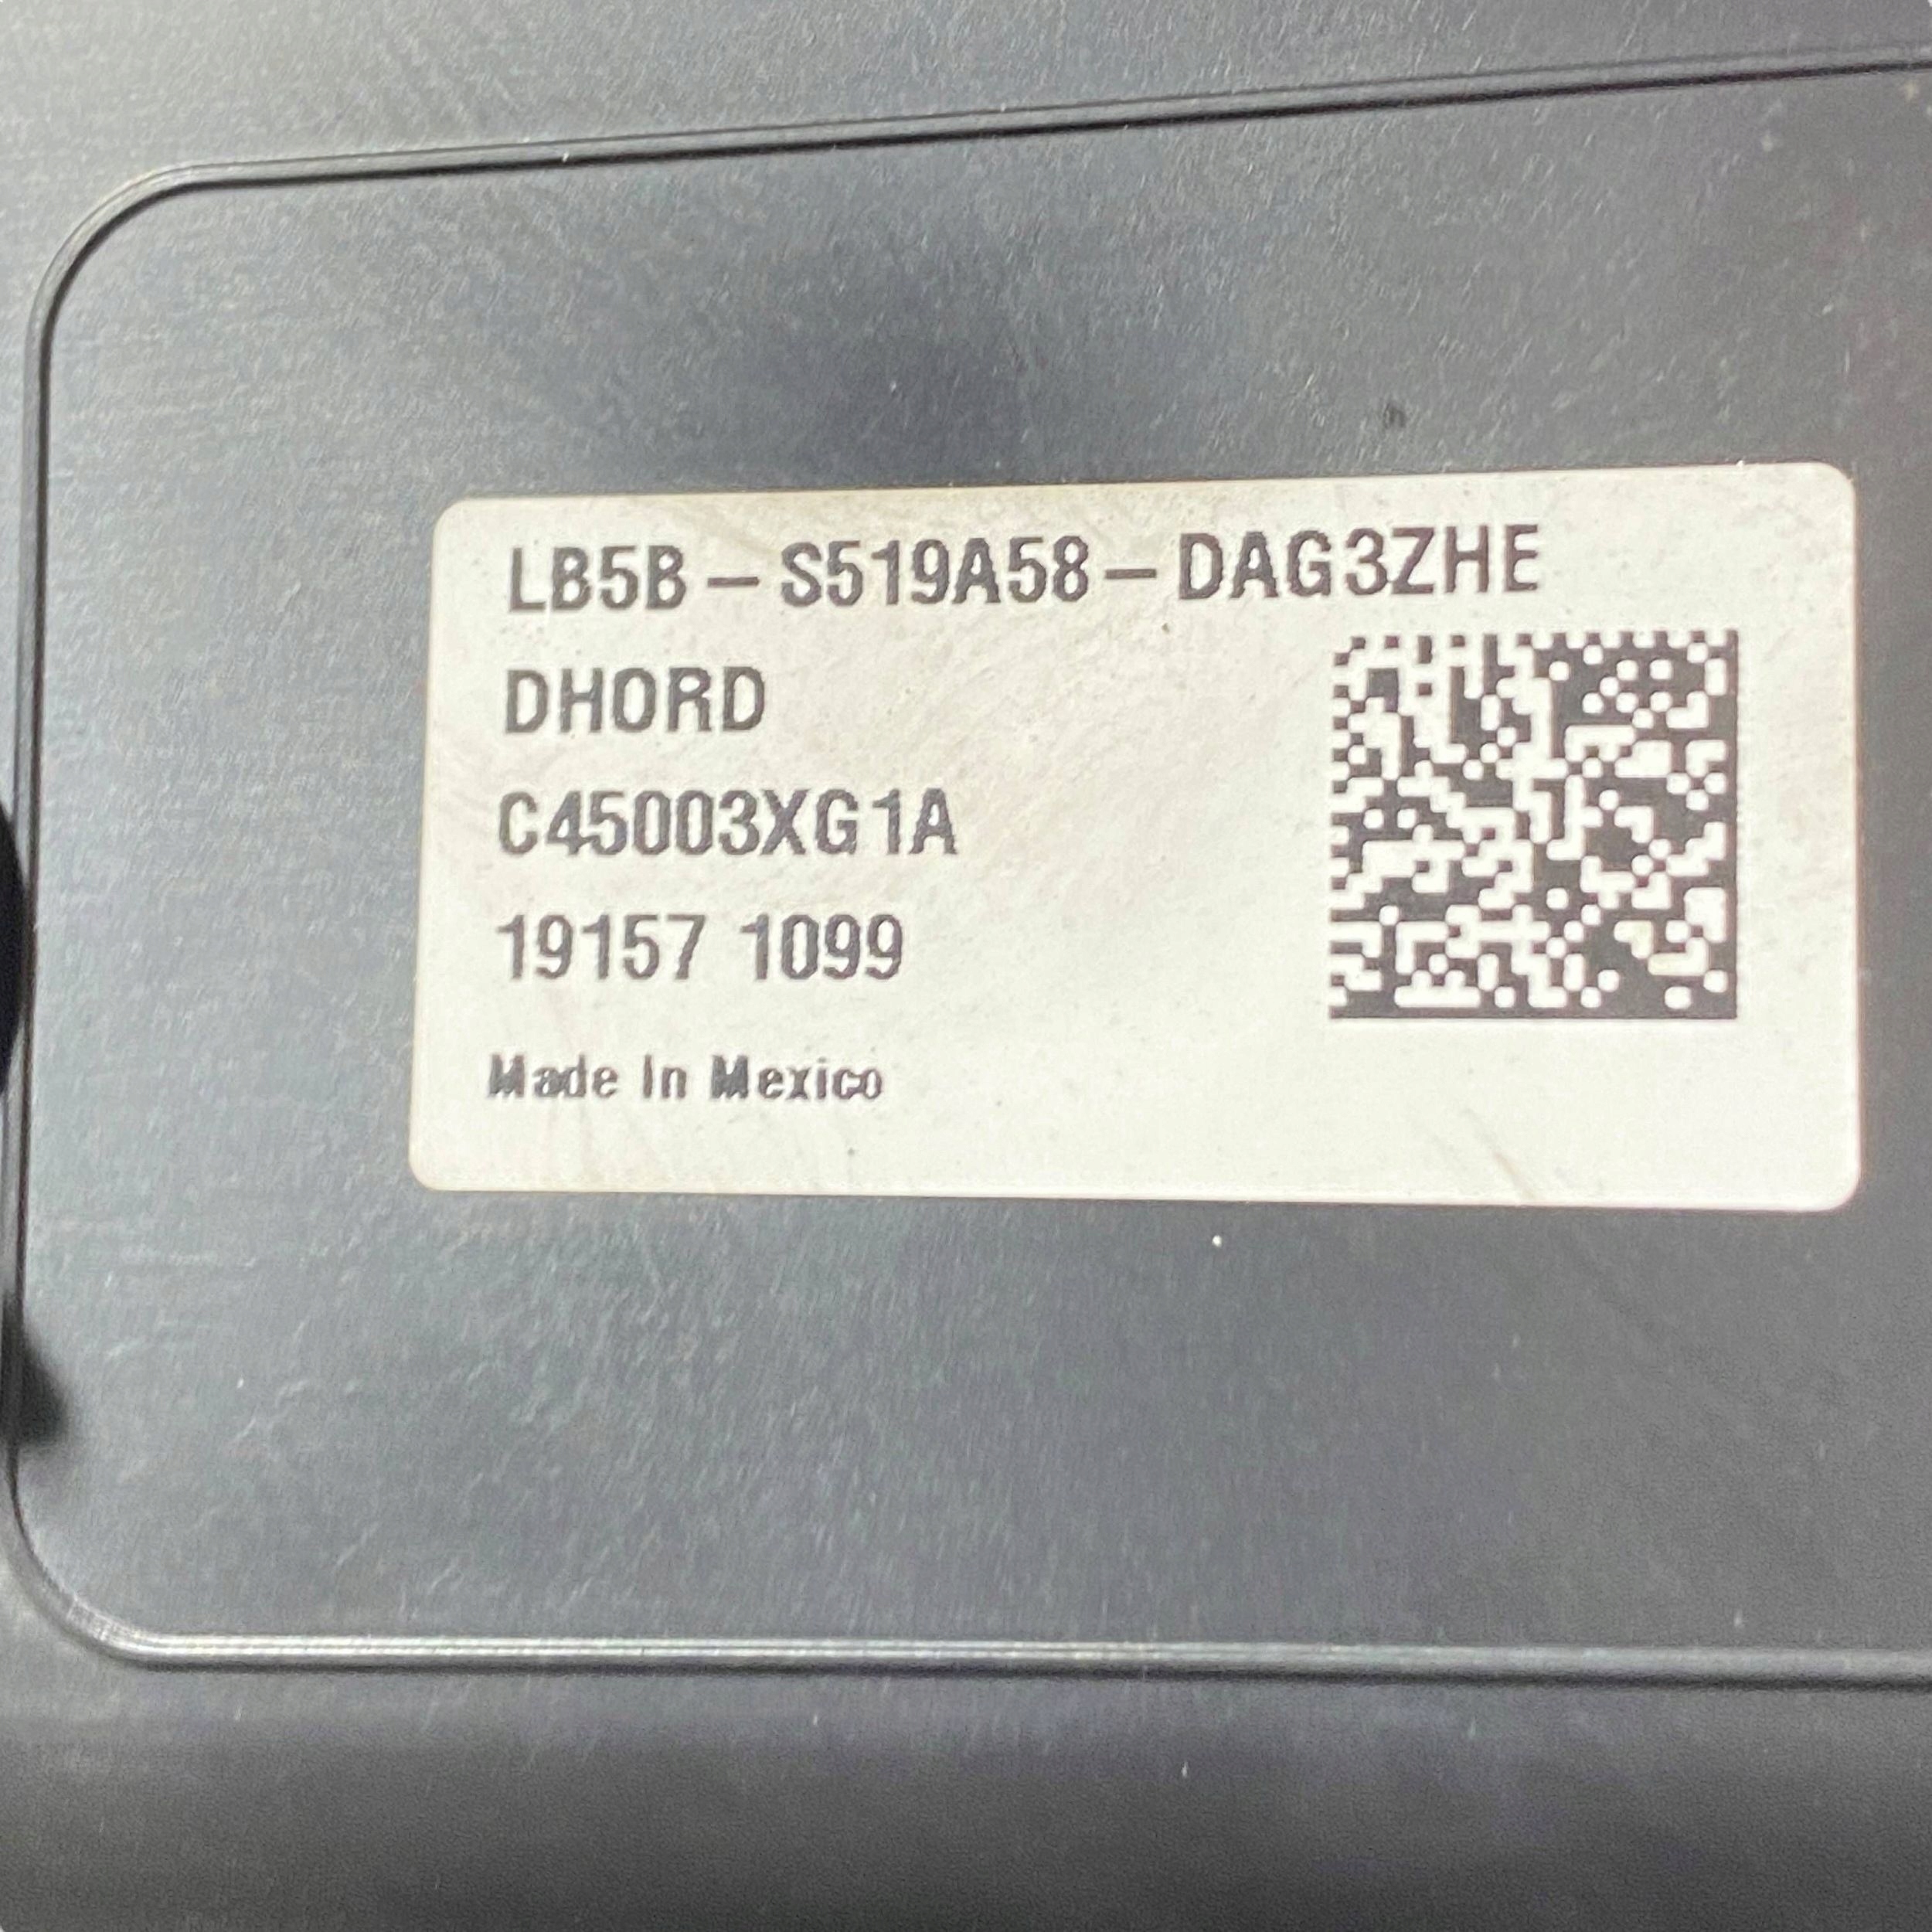 LB5B-S519A58-DAG3ZHE
DHORD
C45003XG1A
19157 1099
Made In Mexico